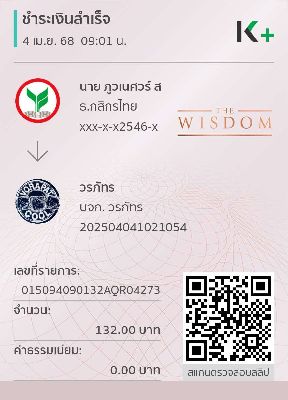 ชำระเงินสำเร็จ
4 เม.ย. 68 09:01 น.
K+
นาย ภูวเนศวร์ ส
ธ.กสิกรไทย
xxx-x-x2546-x
THE
WISDOM
VORAPAT
COOL
วรภัทร
บจก. วรภัทร
202504041021054
เลขที่รายการ:
015094090132AQR04273
จำนวน:
132.00 บาท
ค่าธรรมเนียม:
0.00 บาท
สแกนตรวจสอบสลิป